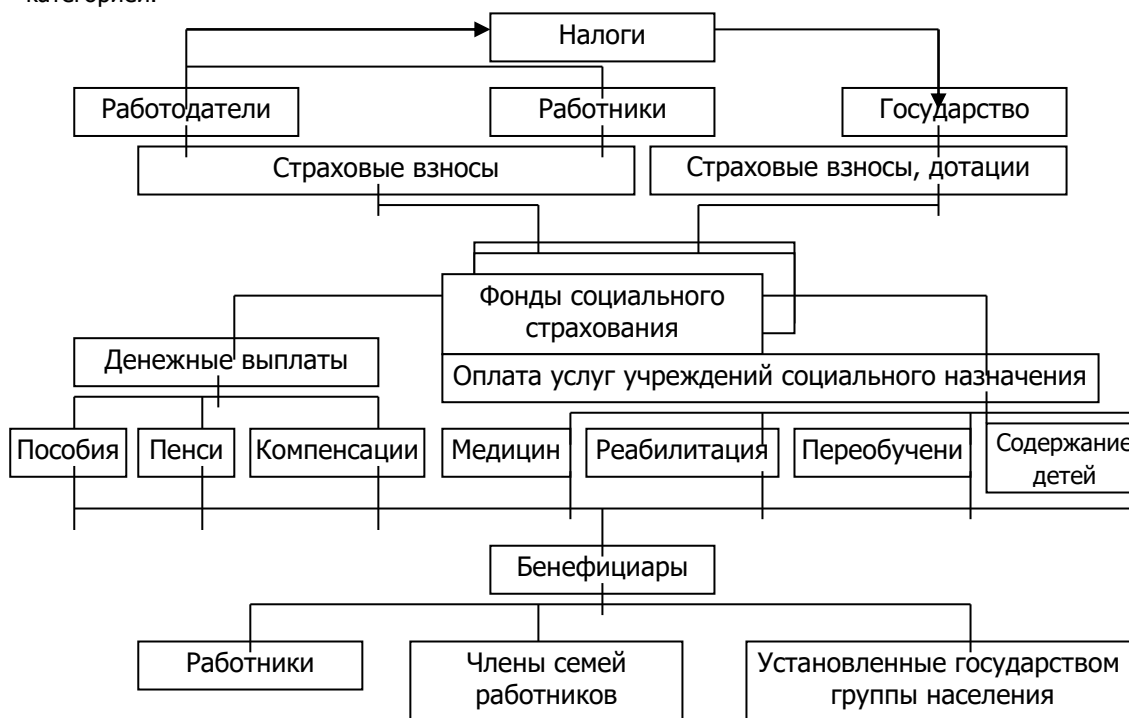 категорией.
Налоги
Работодатели
Работники
Государство
Страховые взносы
Страховые взносы, дотации
Фонды социального
страхования
Денежные выплаты
Оплата услуг учреждений социального назначения
Пособия
Пенси
Компенсации
Медицин
Реабилитация
Переобучени
Содержание
детей
Бенефициары
Работники
Члены семей
работников
Установленные государством
группы населения